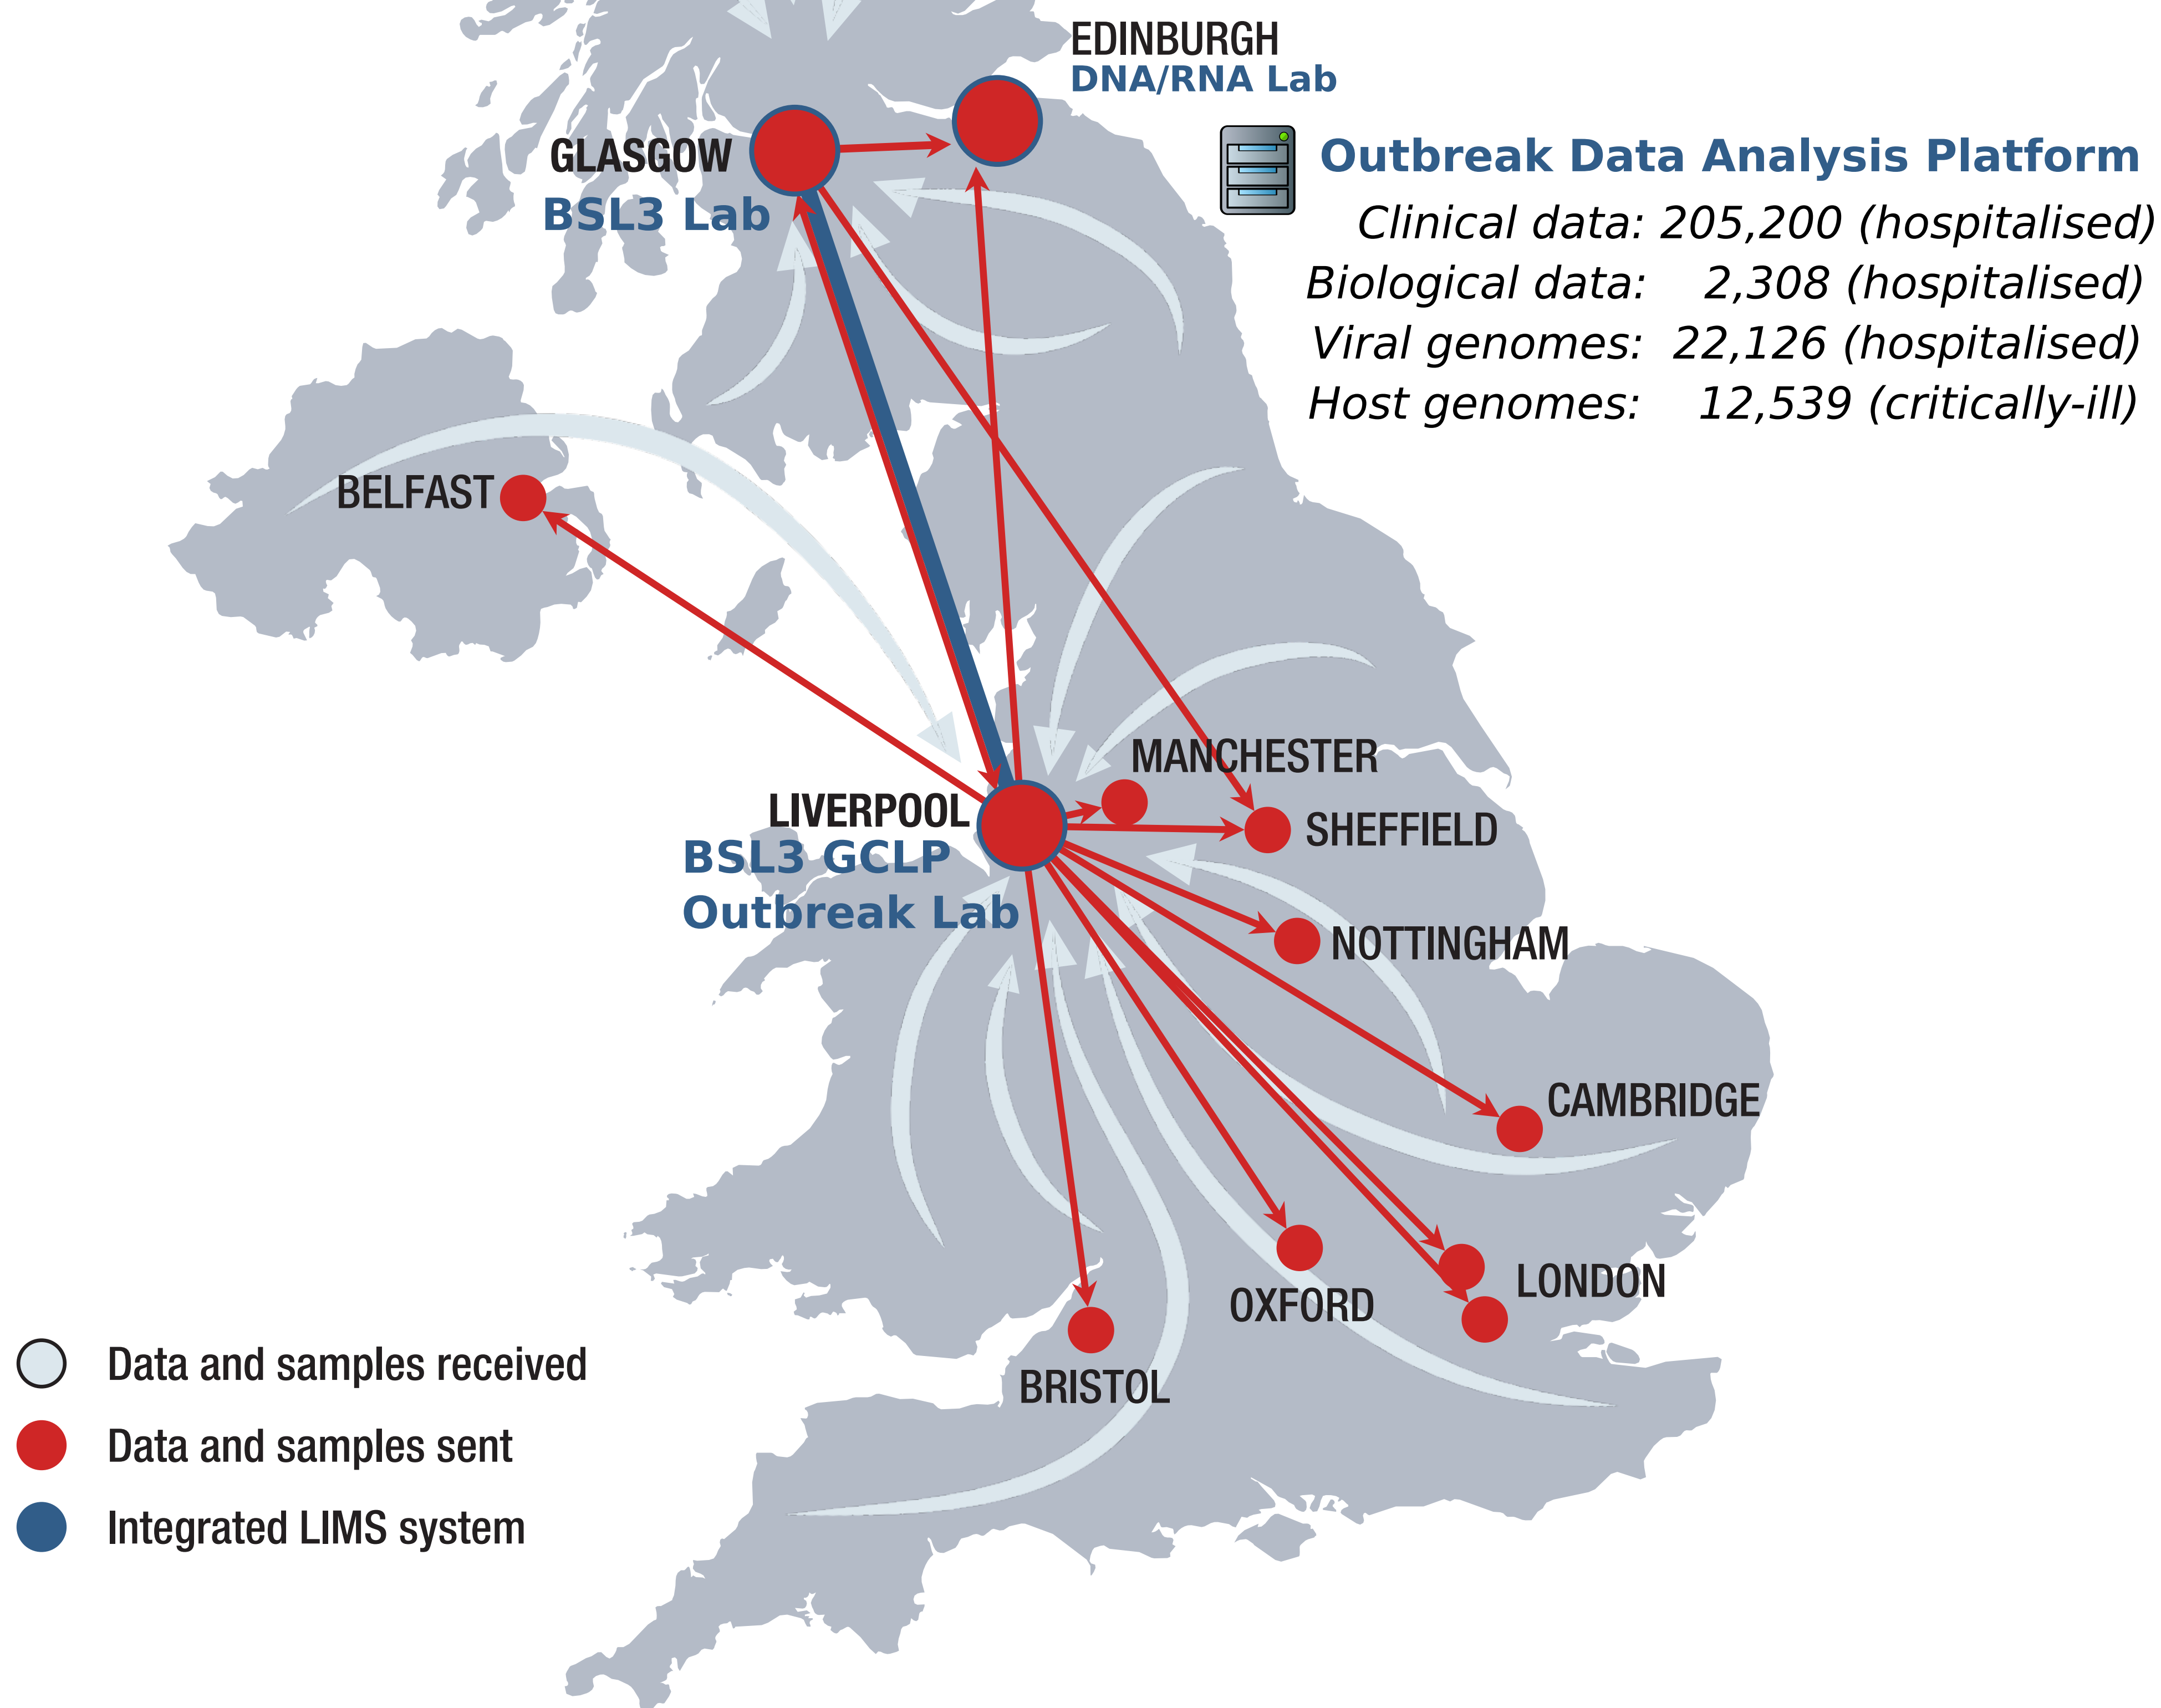 EDINBURGH
DNA/RNA Lab
GLASGOW
BSL3 Lab
Outbreak Data Analysis Platform
Clinical data: 205,200 (hospitalised)
Biological data: 2,308 (hospitalised)
Viral genomes: 22,126 (hospitalised)
Host genomes: 12,539 (critically-ill)
BELFAST
MANCHESTER
LIVERPOOL
BSL3 GCLP
Outbreak Lab
SHEFFIELD
NOTTINGHAM
CAMBRIDGE
LONDON
OXFORD
BRISTOL
Data and samples received
Data and samples sent
Integrated LIMS system